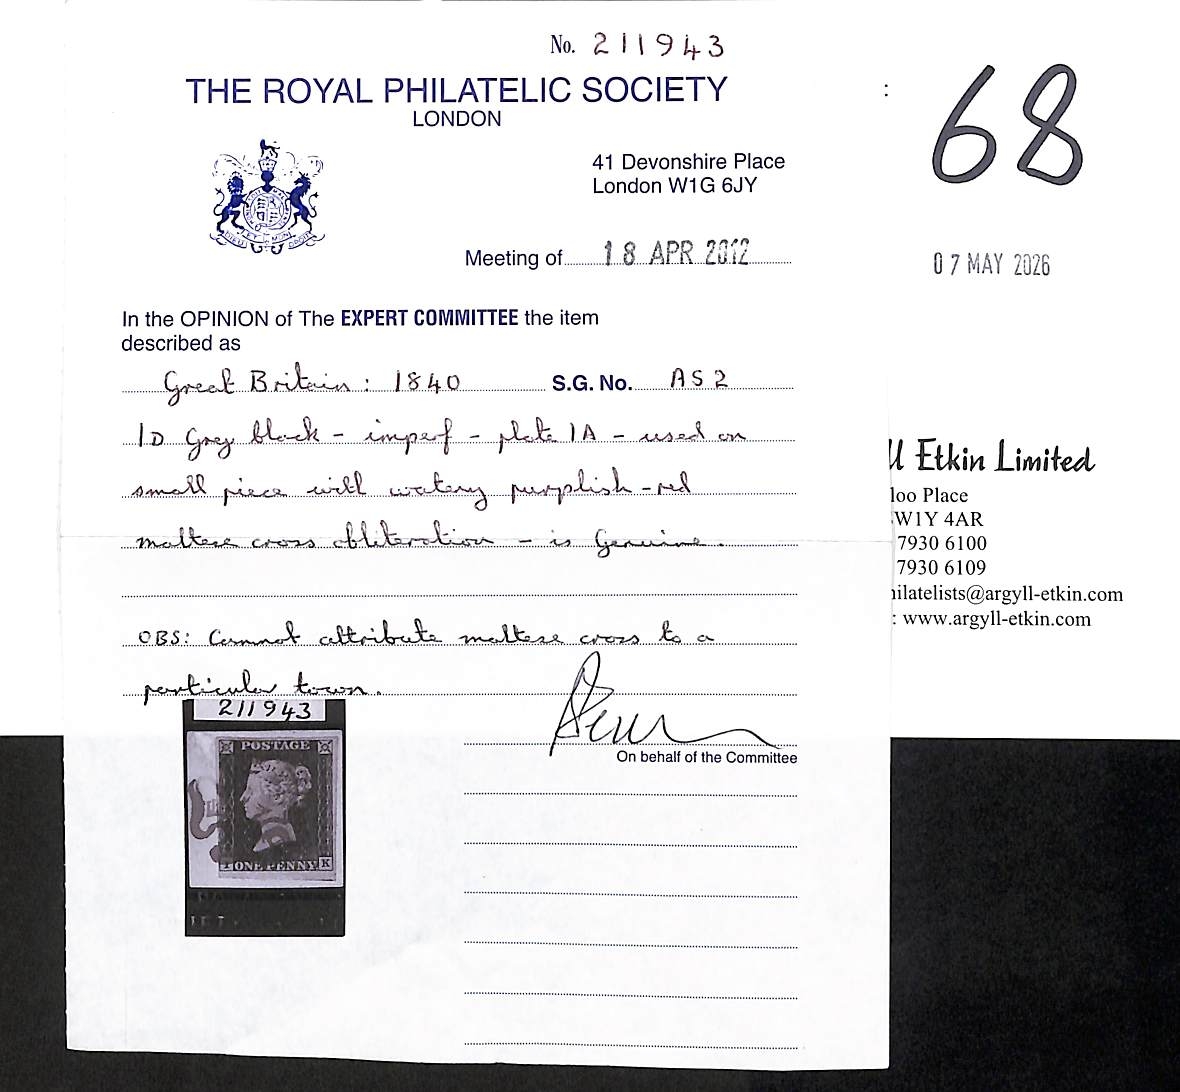 No. 211943
THE ROYAL PHILATELIC SOCIETY
LONDON
41 Devonshire Place
London W1G 6JY
Meeting of 18 APR 2012
In the OPINION of The EXPERT COMMITTEE the item
described as
Great Britain: 1840 S.G. No. AS2
1D Grey black - imperf - plate 1A - used on
small piece with watery purplish-red
maltese cross obliteration - is Genuine.
OBS: Cannot attribute maltese cross to a
particular town.
On behalf of the Committee
211943
POSTAGE
ONE PENNY K
:
68
07 MAY 2026
ll Etkin Limited
loo Place
W1Y 4AR
7930 6100
7930 6109
hilatelists@argyll-etkin.com
: www.argyll-etkin.com